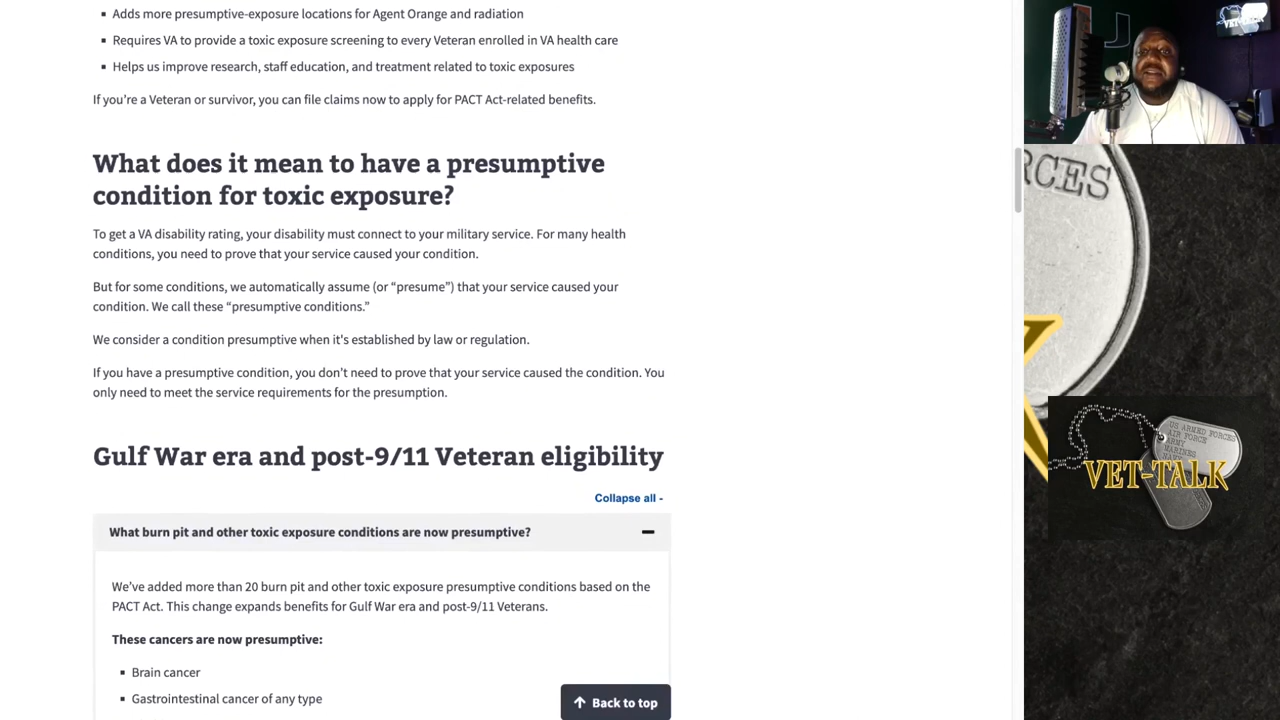 Adds more presumptive-exposure locations for Agent Orange and radiation
Requires VA to provide a toxic exposure screening to every Veteran enrolled in VA health care
Helps us improve research, staff education, and treatment related to toxic exposures
If you're a Veteran or survivor, you can file claims now to apply for PACT Act-related benefits.
What does it mean to have a presumptive
condition for toxic exposure?
To get a VA disability rating, your disability must connect to your military service. For many health
conditions, you need to prove that your service caused your condition.
But for some conditions, we automatically assume (or “presume”) that your service caused your
condition. We call these “presumptive conditions.”
We consider a condition presumptive when it's established by law or regulation.
If you have a presumptive condition, you don’t need to prove that your service caused the condition. You
only need to meet the service requirements for the presumption.
Gulf War era and post-9/11 Veteran eligibility
Collapse all -
What burn pit and other toxic exposure conditions are now presumptive?
We’ve added more than 20 burn pit and other toxic exposure presumptive conditions based on the
PACT Act. This change expands benefits for Gulf War era and post-9/11 Veterans.
These cancers are now presumptive:
Brain cancer
Gastrointestinal cancer of any type
Back to top
VET-TALK
RCES
US ARMED FORCES
AIR FORCE
ARMY
MARINES
NAVY
VET-TALK